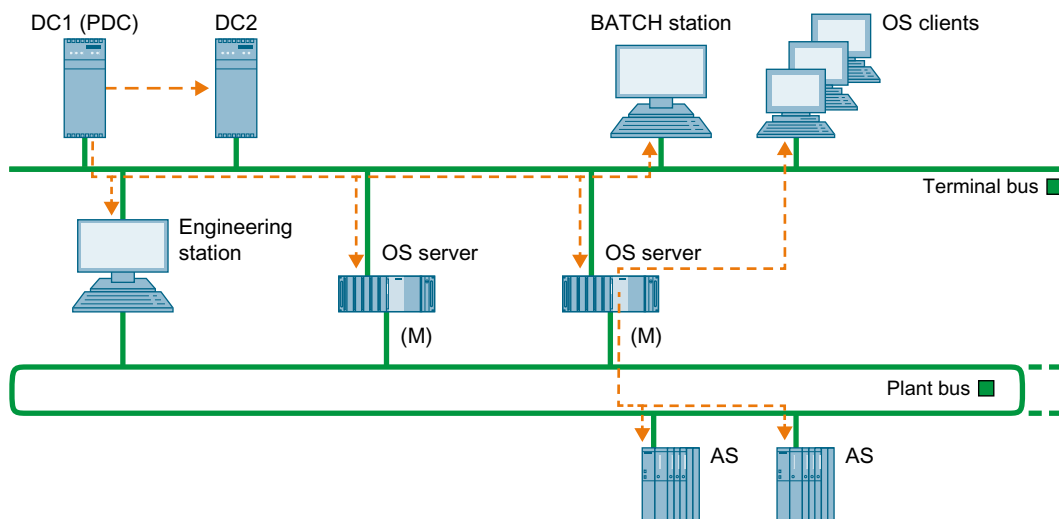 DC1 (PDC)
DC2
BATCH station
OS clients
Terminal bus
Engineering
station
OS server
OS server
(M)
(M)
Plant bus
AS
AS